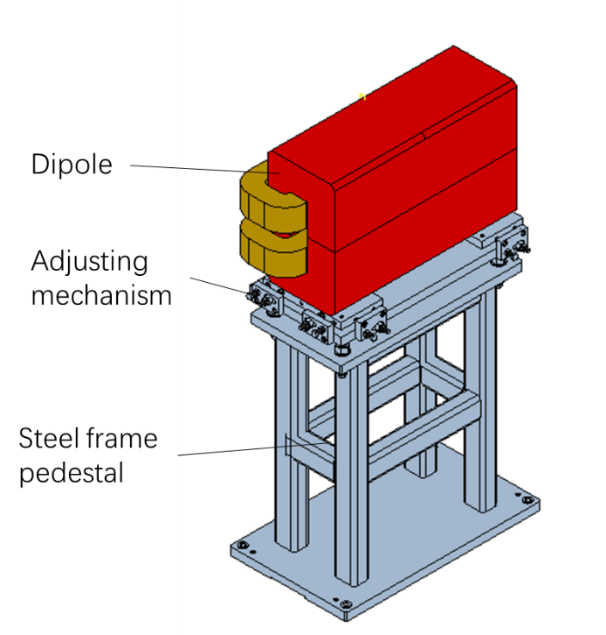 Dipole
Adjusting
mechanism
Steel frame
pedestal